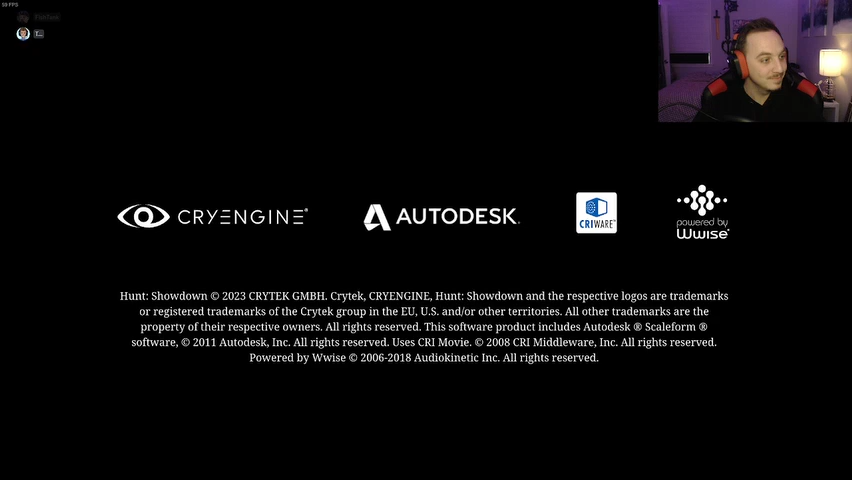 59 FPS
CRYENGINE®
AUTODESK.
CRIWARE™
powered by
wwise®
Hunt: Showdown © 2023 CRYTEK GMBH. Crytek, CRYENGINE, Hunt: Showdown and the respective logos are trademarks
or registered trademarks of the Crytek group in the EU, U.S. and/or other territories. All other trademarks are the
property of their respective owners. All rights reserved. This software product includes Autodesk ® Scaleform ®
software, © 2011 Autodesk, Inc. All rights reserved. Uses CRI Movie. © 2008 CRI Middleware, Inc. All rights reserved.
Powered by Wwise © 2006-2018 Audiokinetic Inc. All rights reserved.